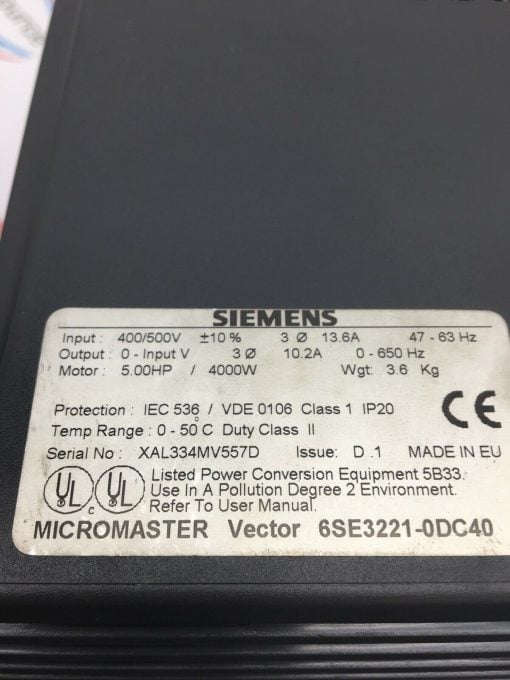 SIEMENS
Input : 400/500V ±10 % 3 Ø 13.6A 47 - 63 Hz
Output : 0 - Input V 3 Ø 10.2A 0 - 650 Hz
Motor : 5.00HP / 4000W Wgt: 3.6 Kg
Protection : IEC 536 / VDE 0106 Class 1 IP20
CE
Temp Range : 0 - 50°C Duty Class II
Serial No : XAL334MV557D Issue: D .1 MADE IN EU
UL C UL
Listed Power Conversion Equipment 5B33.
Use In A Pollution Degree 2 Environment.
Refer To User Manual.
MICROMASTER Vector 6SE3221-0DC40